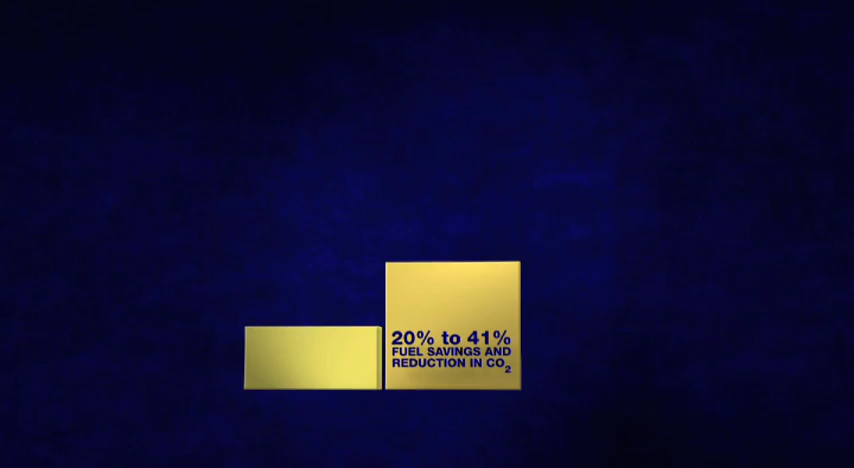 20% to 41%
FUEL SAVINGS AND
REDUCTION IN CO₂